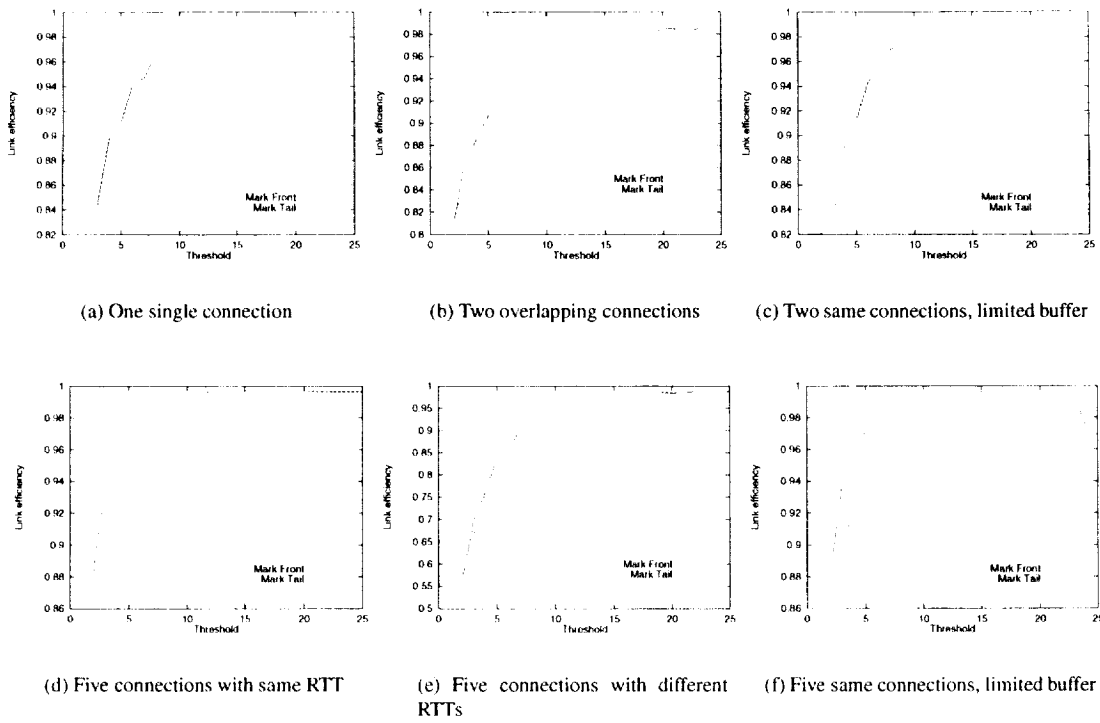 1
0.98
0.96
0.94
0.92
0.9
0.88
0.86
0.84
0.82
Link efficiency
0 5 10 15 20 25
Threshold
Mark Front
Mark Tail
(a) One single connection
1
0.98
0.96
0.94
0.92
0.9
0.88
0.86
0.84
0.82
0.8
Link efficiency
0 5 10 15 20 25
Threshold
Mark Front
Mark Tail
(b) Two overlapping connections
1
0.98
0.96
0.94
0.92
0.9
0.88
0.86
0.84
0.82
Link efficiency
0 5 10 15 20 25
Threshold
Mark Front
Mark Tail
(c) Two same connections, limited buffer
1
0.98
0.96
0.94
0.92
0.9
0.88
0.86
Link efficiency
0 5 10 15 20 25
Threshold
Mark Front
Mark Tail
(d) Five connections with same RTT
1
0.95
0.9
0.85
0.8
0.75
0.7
0.65
0.6
0.55
0.5
Link efficiency
0 5 10 15 20 25
Threshold
Mark Front
Mark Tail
(e) Five connections with different
RTTs
1
0.98
0.96
0.94
0.92
0.9
0.88
0.86
Link efficiency
0 5 10 15 20 25
Threshold
Mark Front
Mark Tail
(f) Five same connections, limited buffer